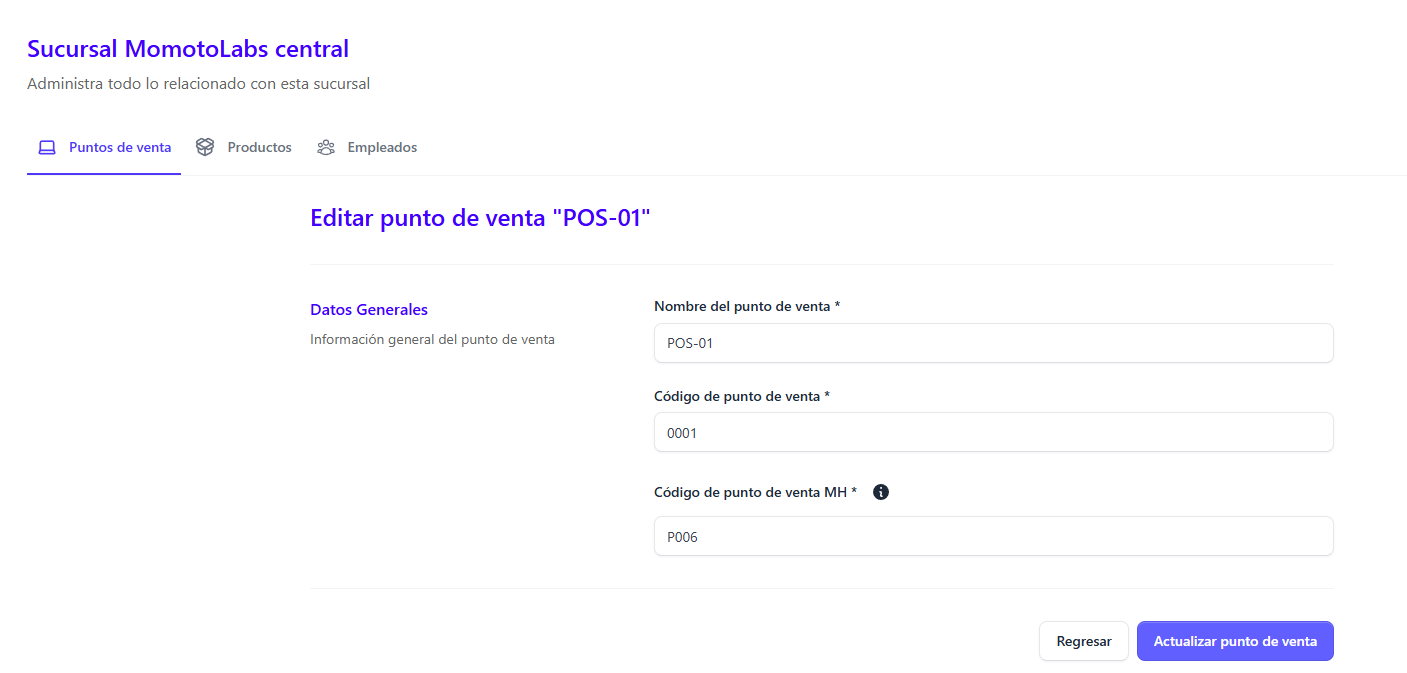 Sucursal MomotoLabs central
Administra todo lo relacionado con esta sucursal
Puntos de venta
Productos
Empleados
Editar punto de venta "POS-01"
Datos Generales
Información general del punto de venta
Nombre del punto de venta *
POS-01
Código de punto de venta *
0001
Código de punto de venta MH *
P006
Regresar
Actualizar punto de venta